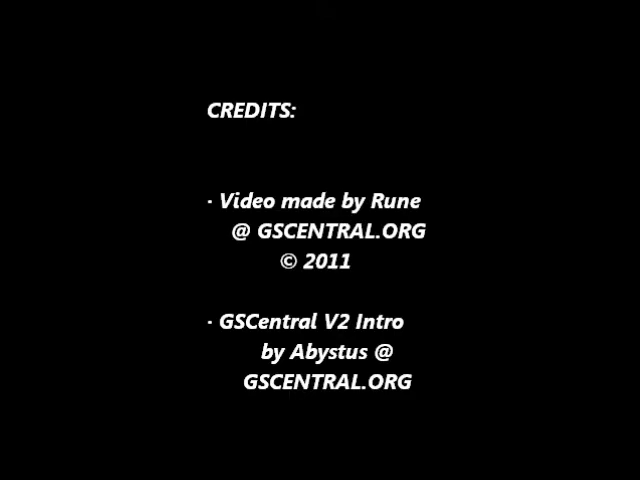 CREDITS:
· Video made by Rune
@ GSCENTRAL.ORG
© 2011
· GSCentral V2 Intro
by Abystus @
GSCENTRAL.ORG